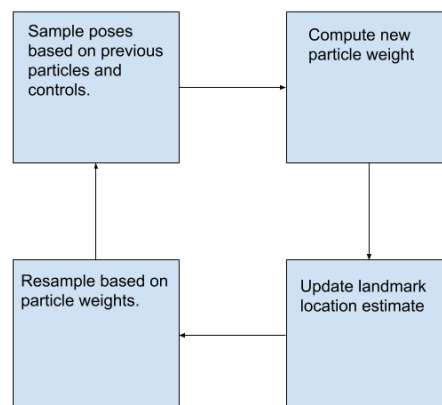 Sample poses
based on previous
particles and
controls.
Compute new
particle weight
Resample based on
particle weights.
Update landmark
location estimate